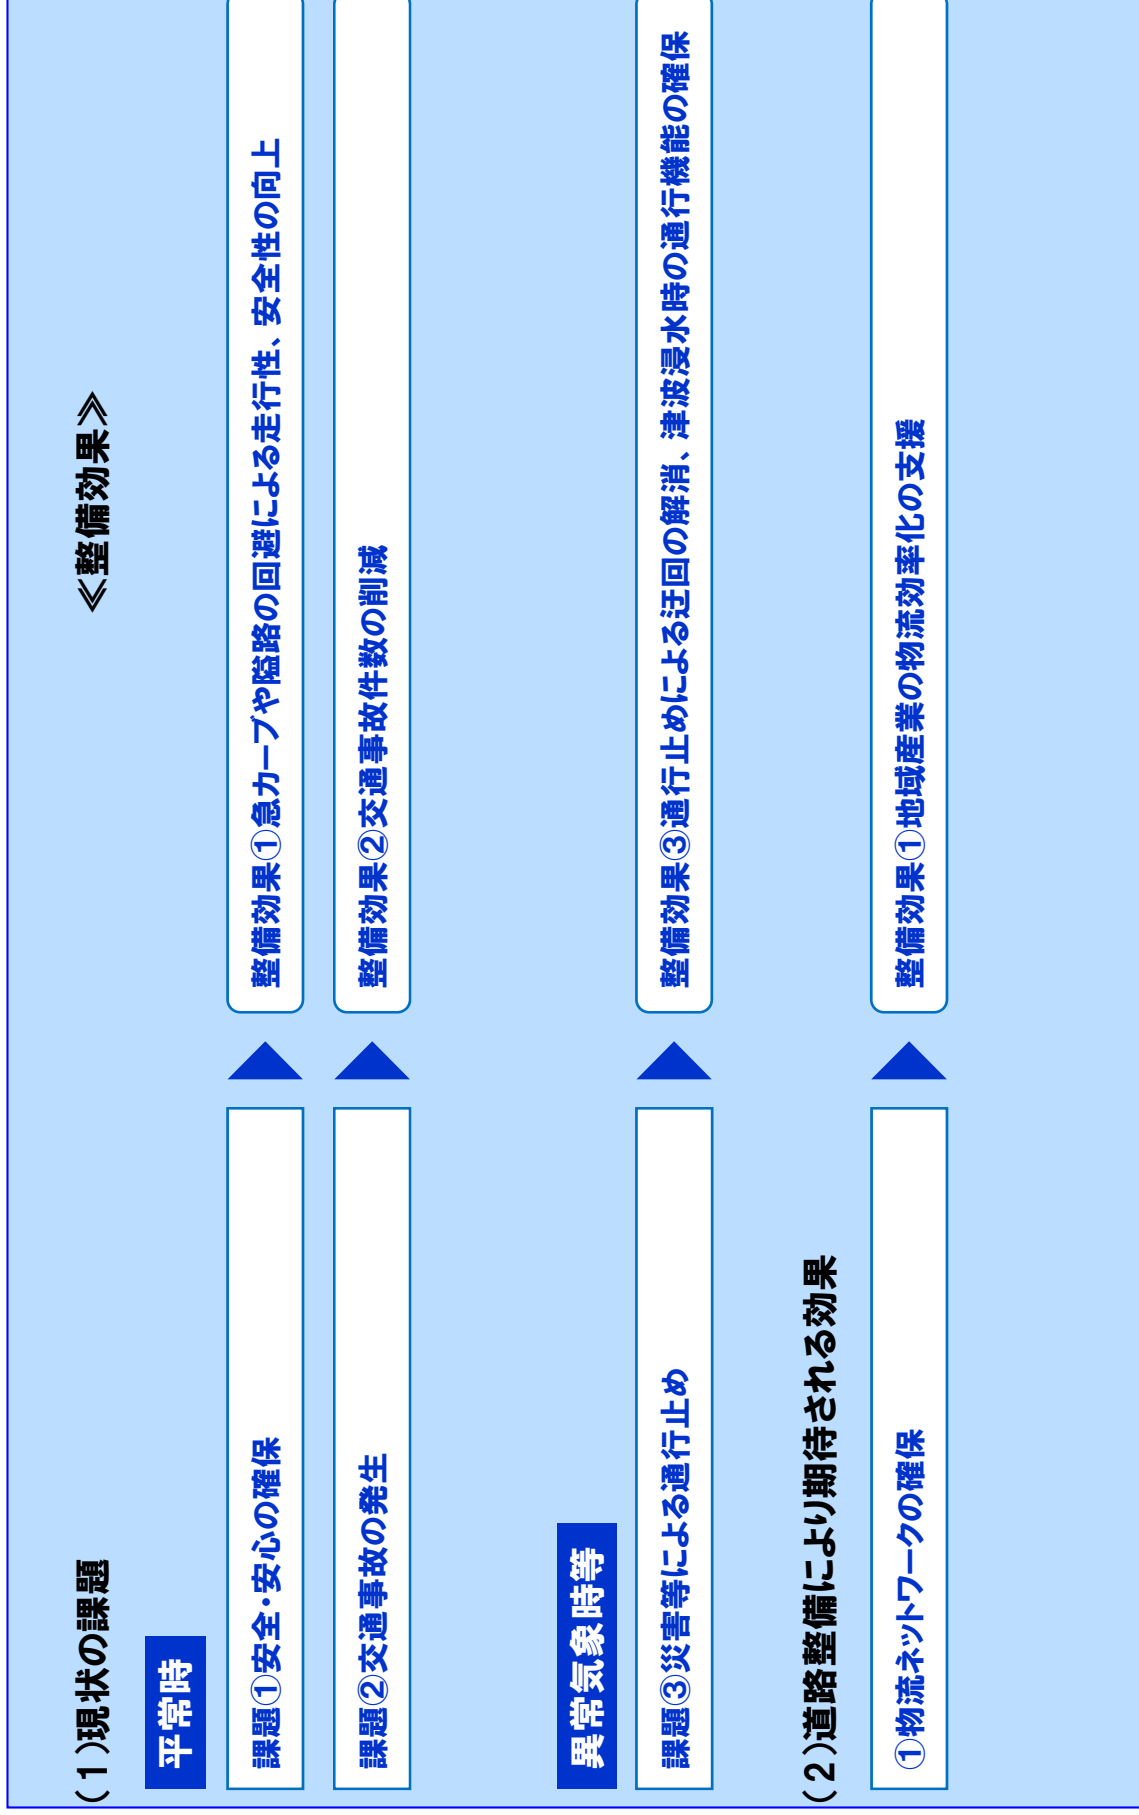 (1)現状の課題
≪整備効果≫
平常時
課題①安全・安心の確保
整備効果①急カーブや隘路の回避による走行性、安全性の向上
課題②交通事故の発生
整備効果②交通事故件数の削減
異常気象時等
課題③災害等による通行止め
整備効果③通行止めによる迂回の解消、津波浸水時の通行機能の確保
(2)道路整備により期待される効果
①物流ネットワークの確保
整備効果①地域産業の物流効率化の支援